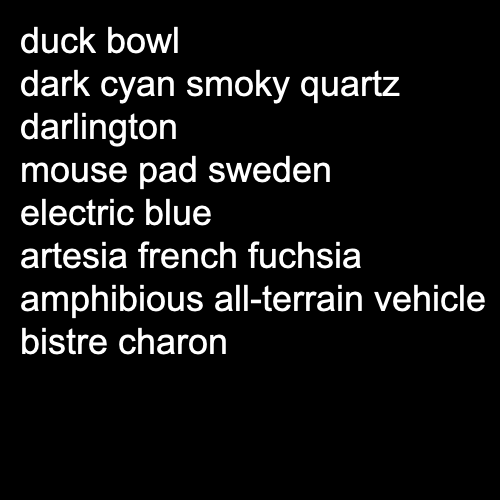 duck bowl
dark cyan smoky quartz
darlington
mouse pad sweden
electric blue
artesia french fuchsia
amphibious all-terrain vehicle
bistre charon